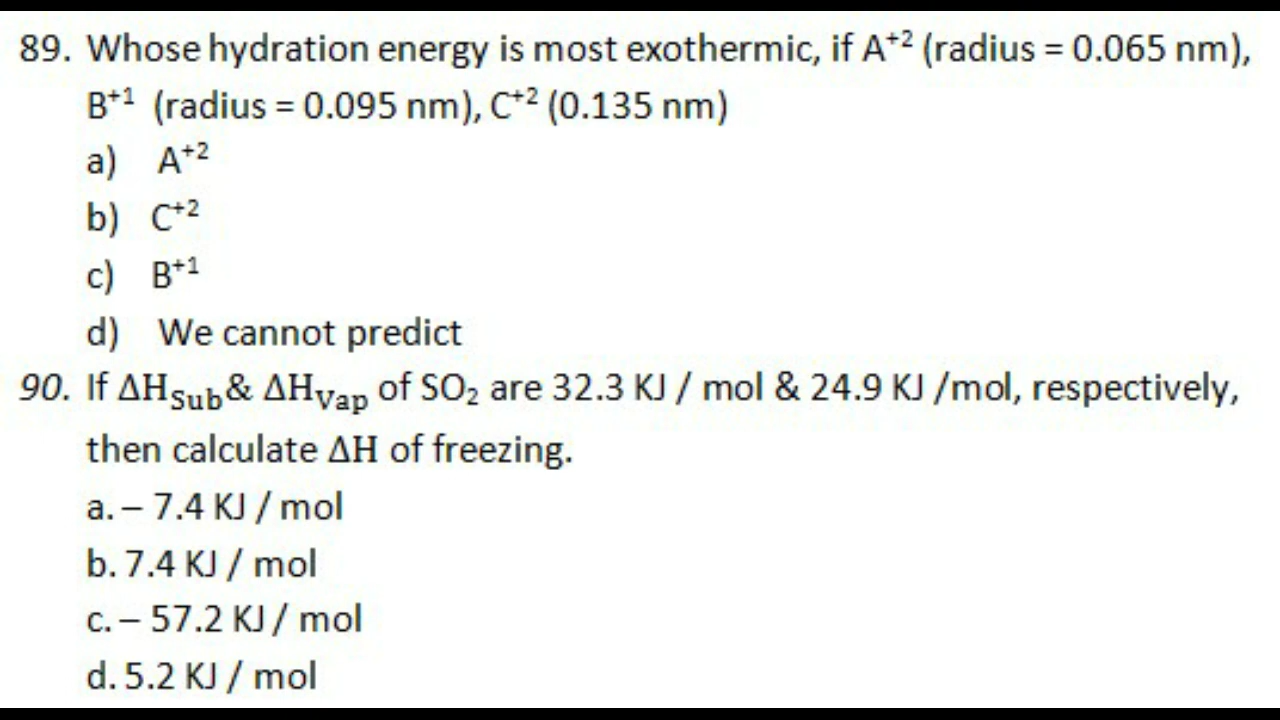 89. Whose hydration energy is most exothermic, if A⁺² (radius = 0.065 nm),
B⁺¹ (radius = 0.095 nm), C⁺² (0.135 nm)
a) A⁺²
b) C⁺²
c) B⁺¹
d) We cannot predict
90. If ΔH_Sub & ΔH_Vap of SO₂ are 32.3 KJ / mol & 24.9 KJ /mol, respectively,
then calculate ΔH of freezing.
a. – 7.4 KJ / mol
b. 7.4 KJ / mol
c. – 57.2 KJ / mol
d. 5.2 KJ / mol